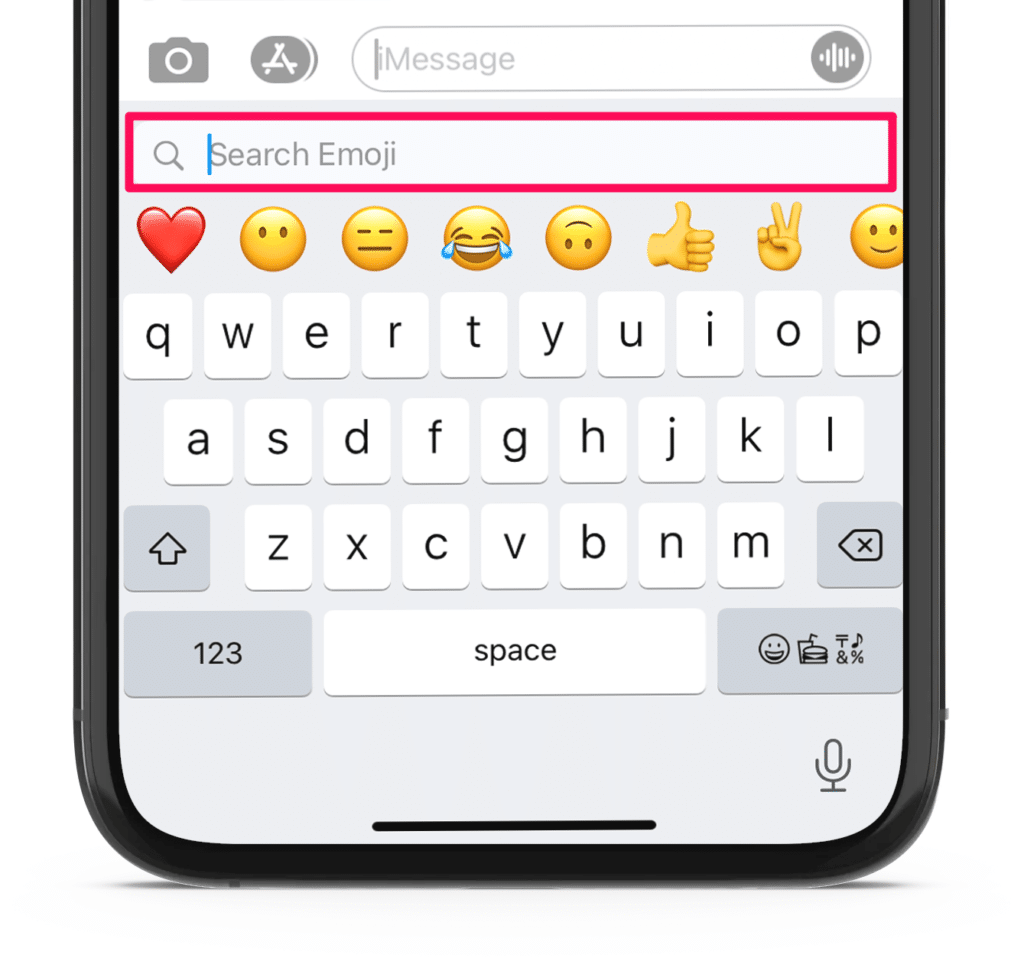 iMessage
Search Emoji
q w e r t y u i o p
a s d f g h j k l
z x c v b n m
123 space &%